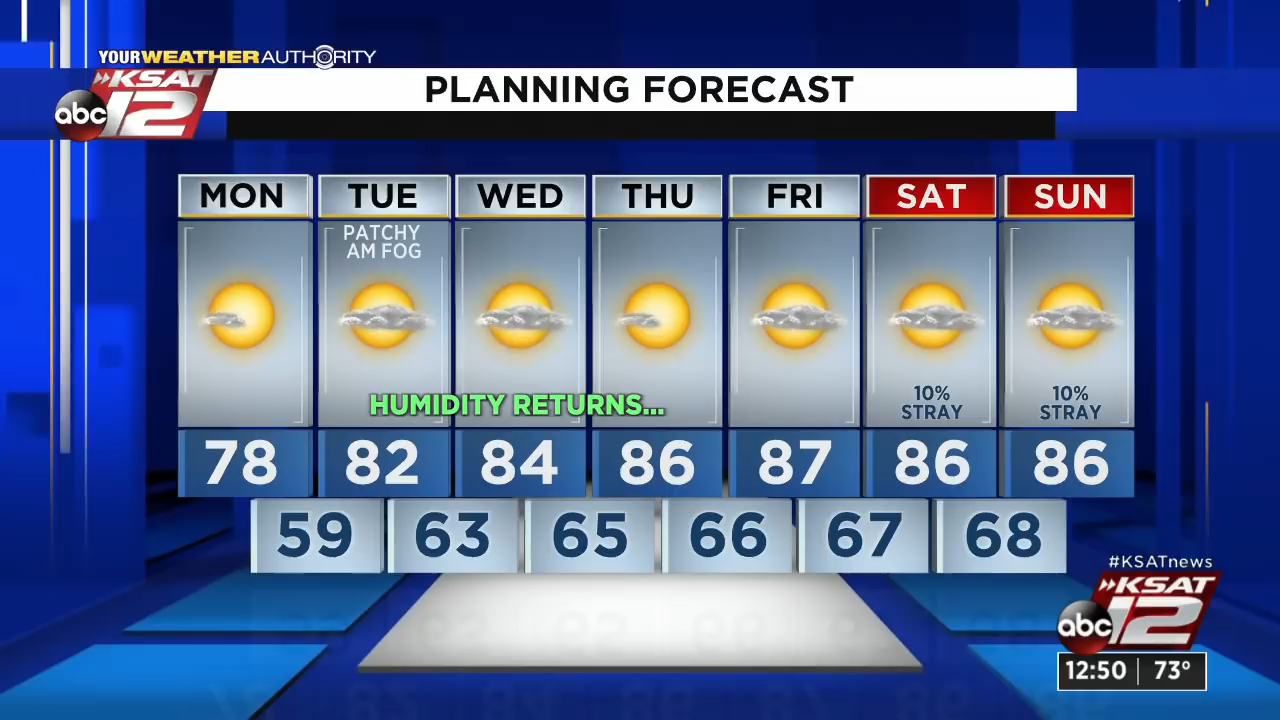 YOUR WEATHER AUTHORITY
KSAT
abc 12
PLANNING FORECAST
MON TUE WED THU FRI SAT SUN
PATCHY
AM FOG
HUMIDITY RETURNS...
10% 10%
STRAY STRAY
78 82 84 86 87 86 86
59 63 65 66 67 68
#KSATnews
KSAT
abc 12
12:50 73°